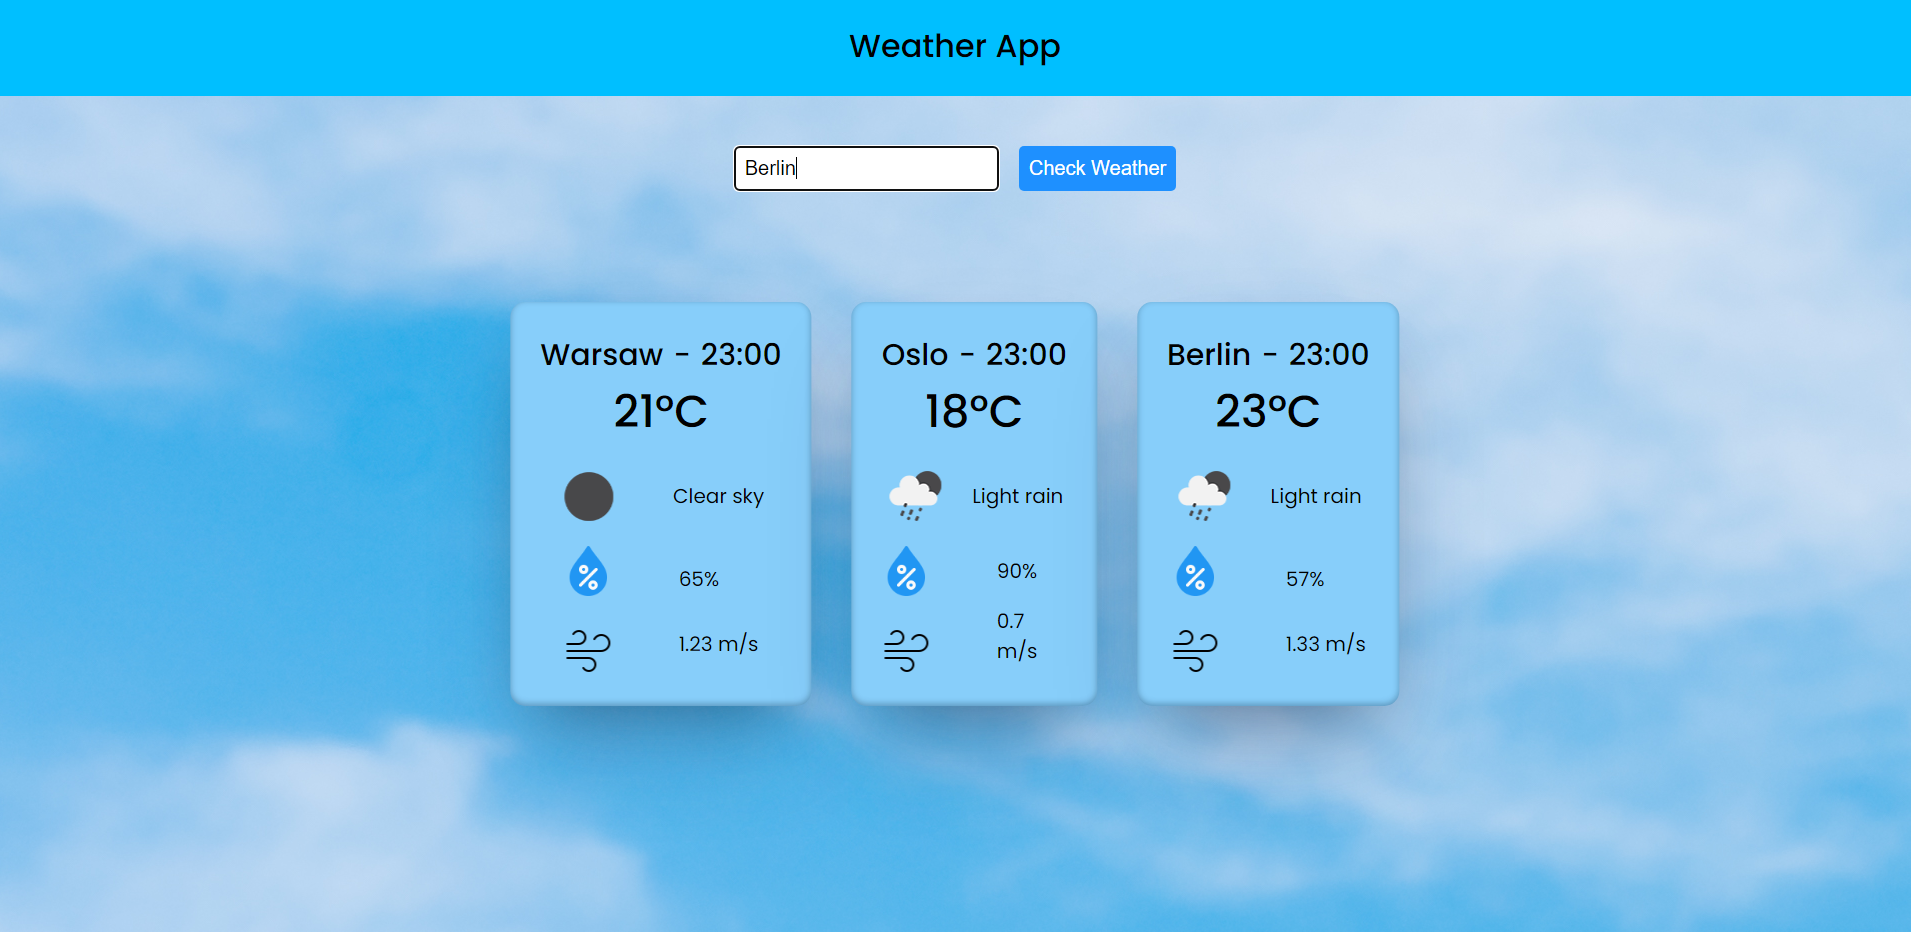 Weather App
Berlin
Check Weather
Warsaw - 23:00
21°C
Clear sky
65%
1.23 m/s
Oslo - 23:00
18°C
Light rain
90%
0.7
m/s
Berlin - 23:00
23°C
Light rain
57%
1.33 m/s